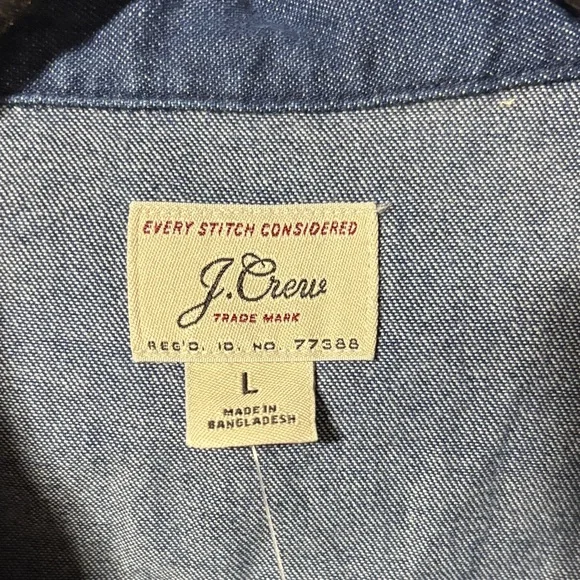 EVERY STITCH CONSIDERED
J.Crew
TRADE MARK
REG'D. ID. NO. 77388
L
MADE IN
BANGLADESH